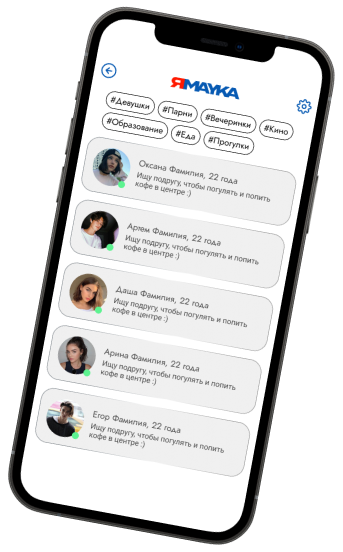 ЯMAYKA
#Девушки #Парни #Вечеринки #Кино
#Образование #Еда #Прогулки
Оксана Фамилия, 22 года
Ищу подругу, чтобы погулять и попить
кофе в центре :)
Артем Фамилия, 22 года
Ищу подругу, чтобы погулять и попить
кофе в центре :)
Даша Фамилия, 22 года
Ищу подругу, чтобы погулять и попить
кофе в центре :)
Арина Фамилия, 22 года
Ищу подругу, чтобы погулять и попить
кофе в центре :)
Егор Фамилия, 22 года
Ищу подругу, чтобы погулять и попить
кофе в центре :)